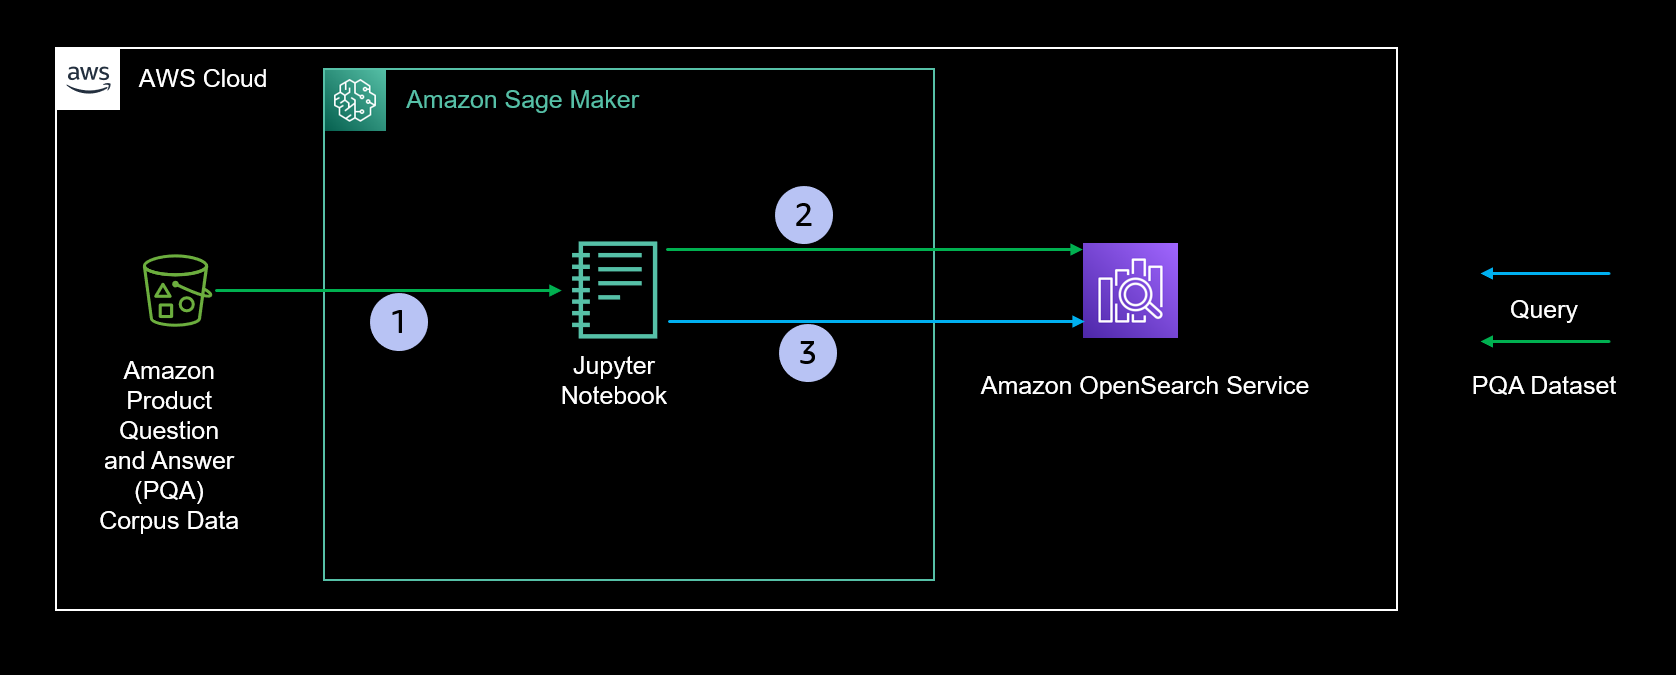 aws
AWS Cloud
Amazon Sage Maker
2
1
3
Amazon
Product
Question
and Answer
(PQA)
Corpus Data
Jupyter
Notebook
Amazon OpenSearch Service
Query
PQA Dataset